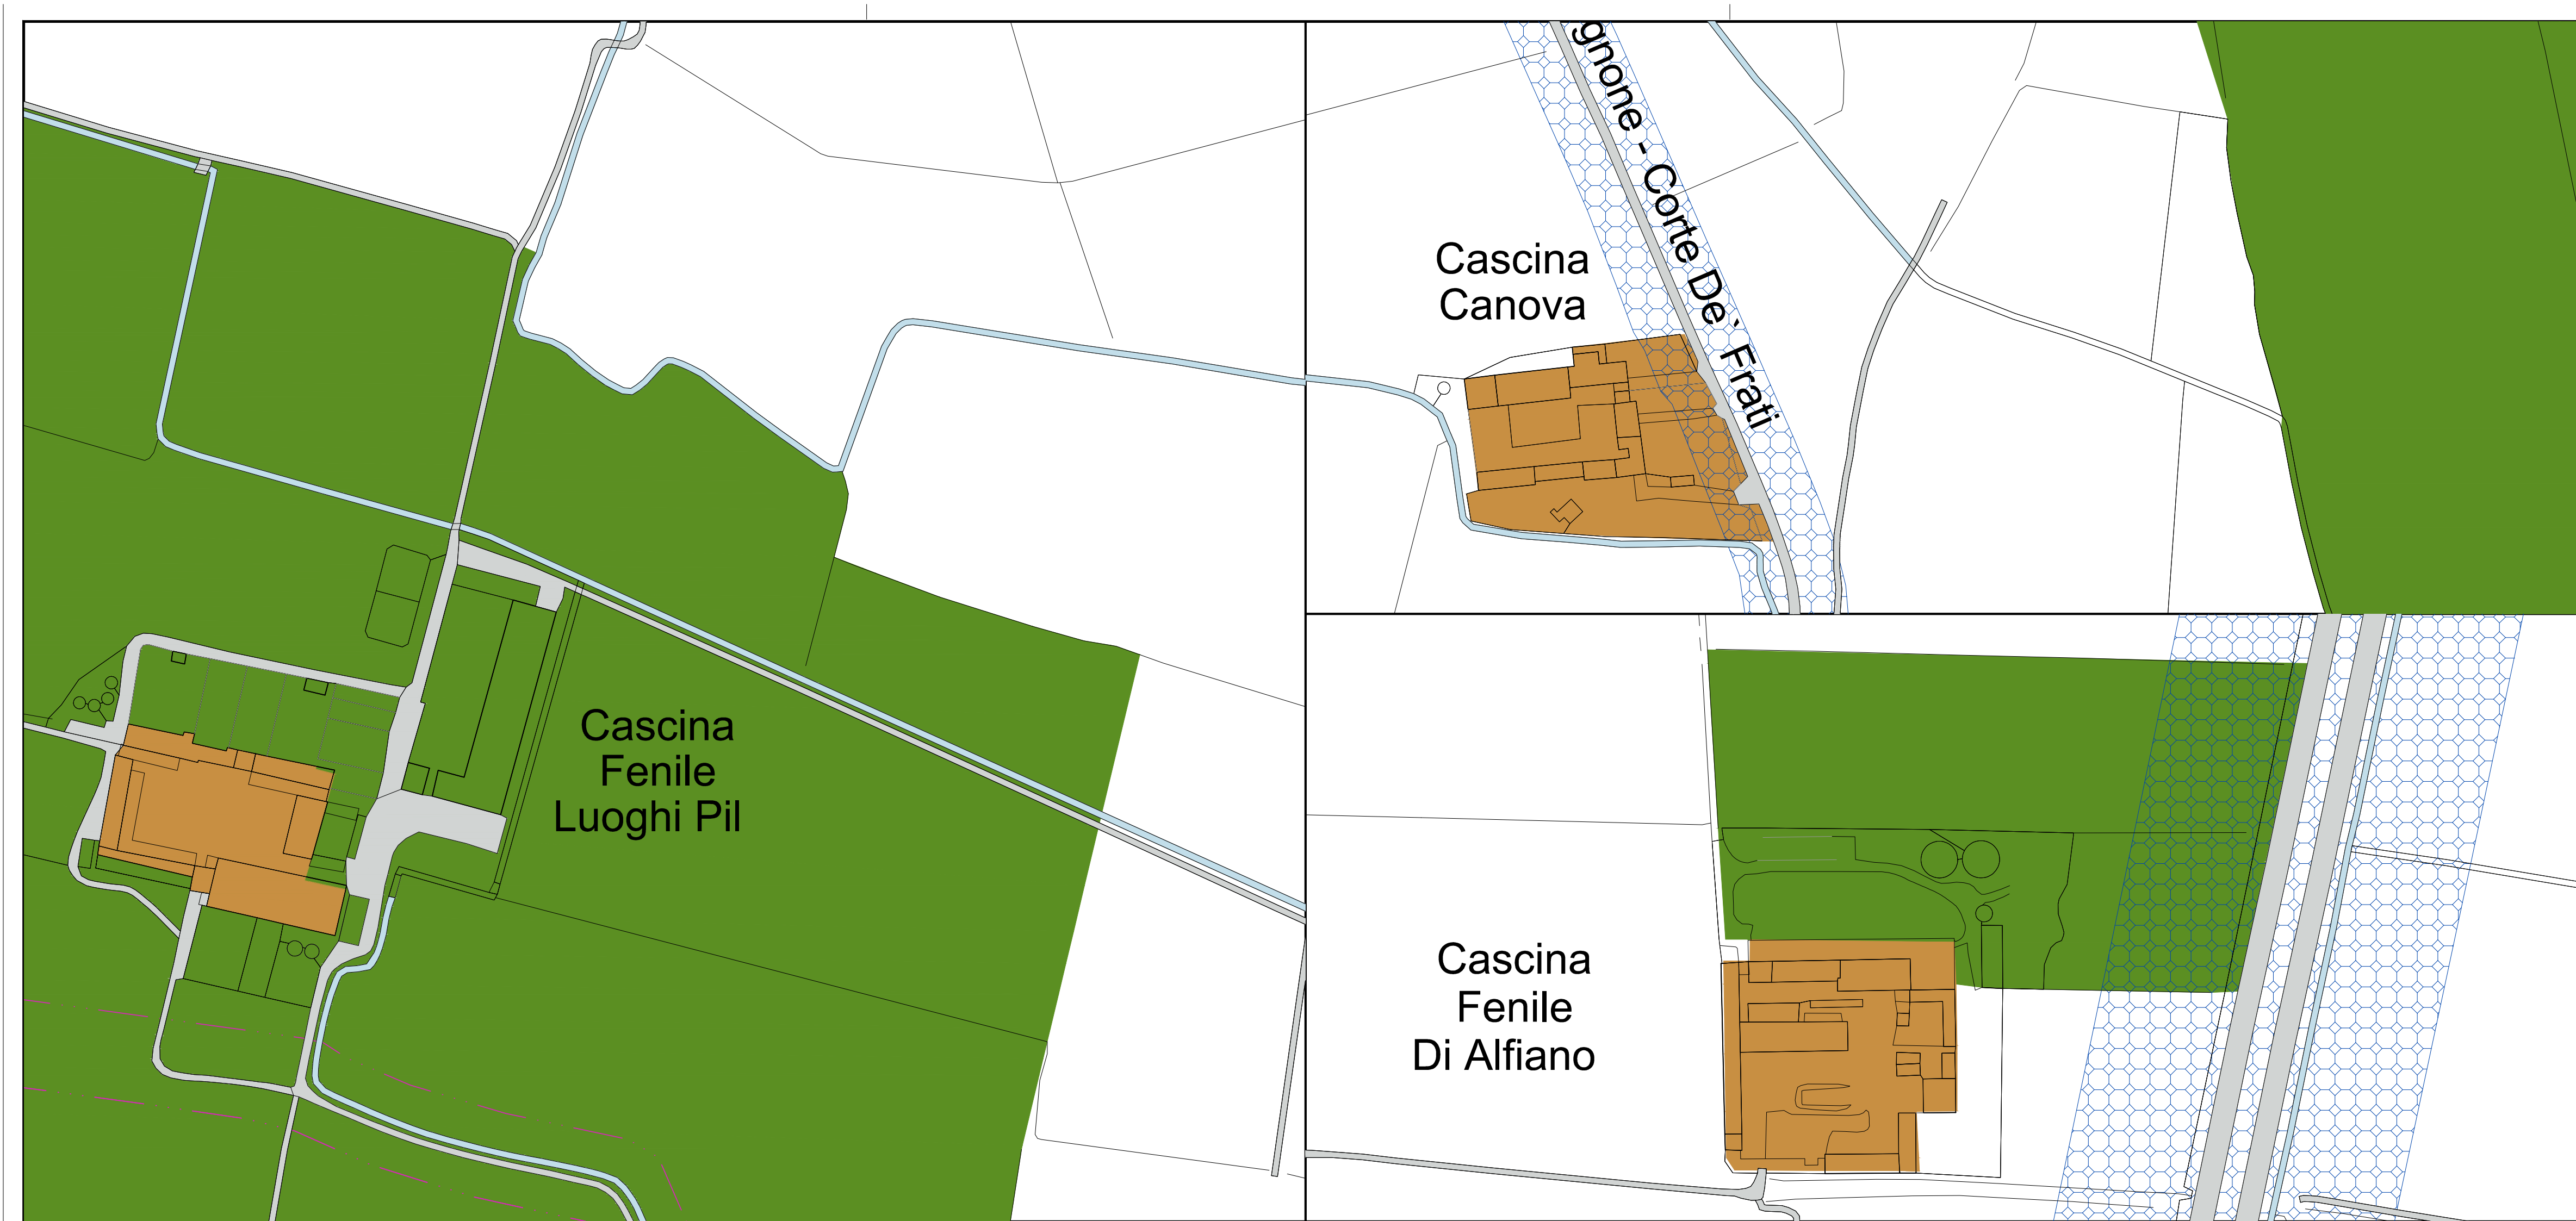 gnone - Corte De` Frati
Cascina
Canova
Cascina
Fenile
Luoghi Pil
Cascina
Fenile
Di Alfiano